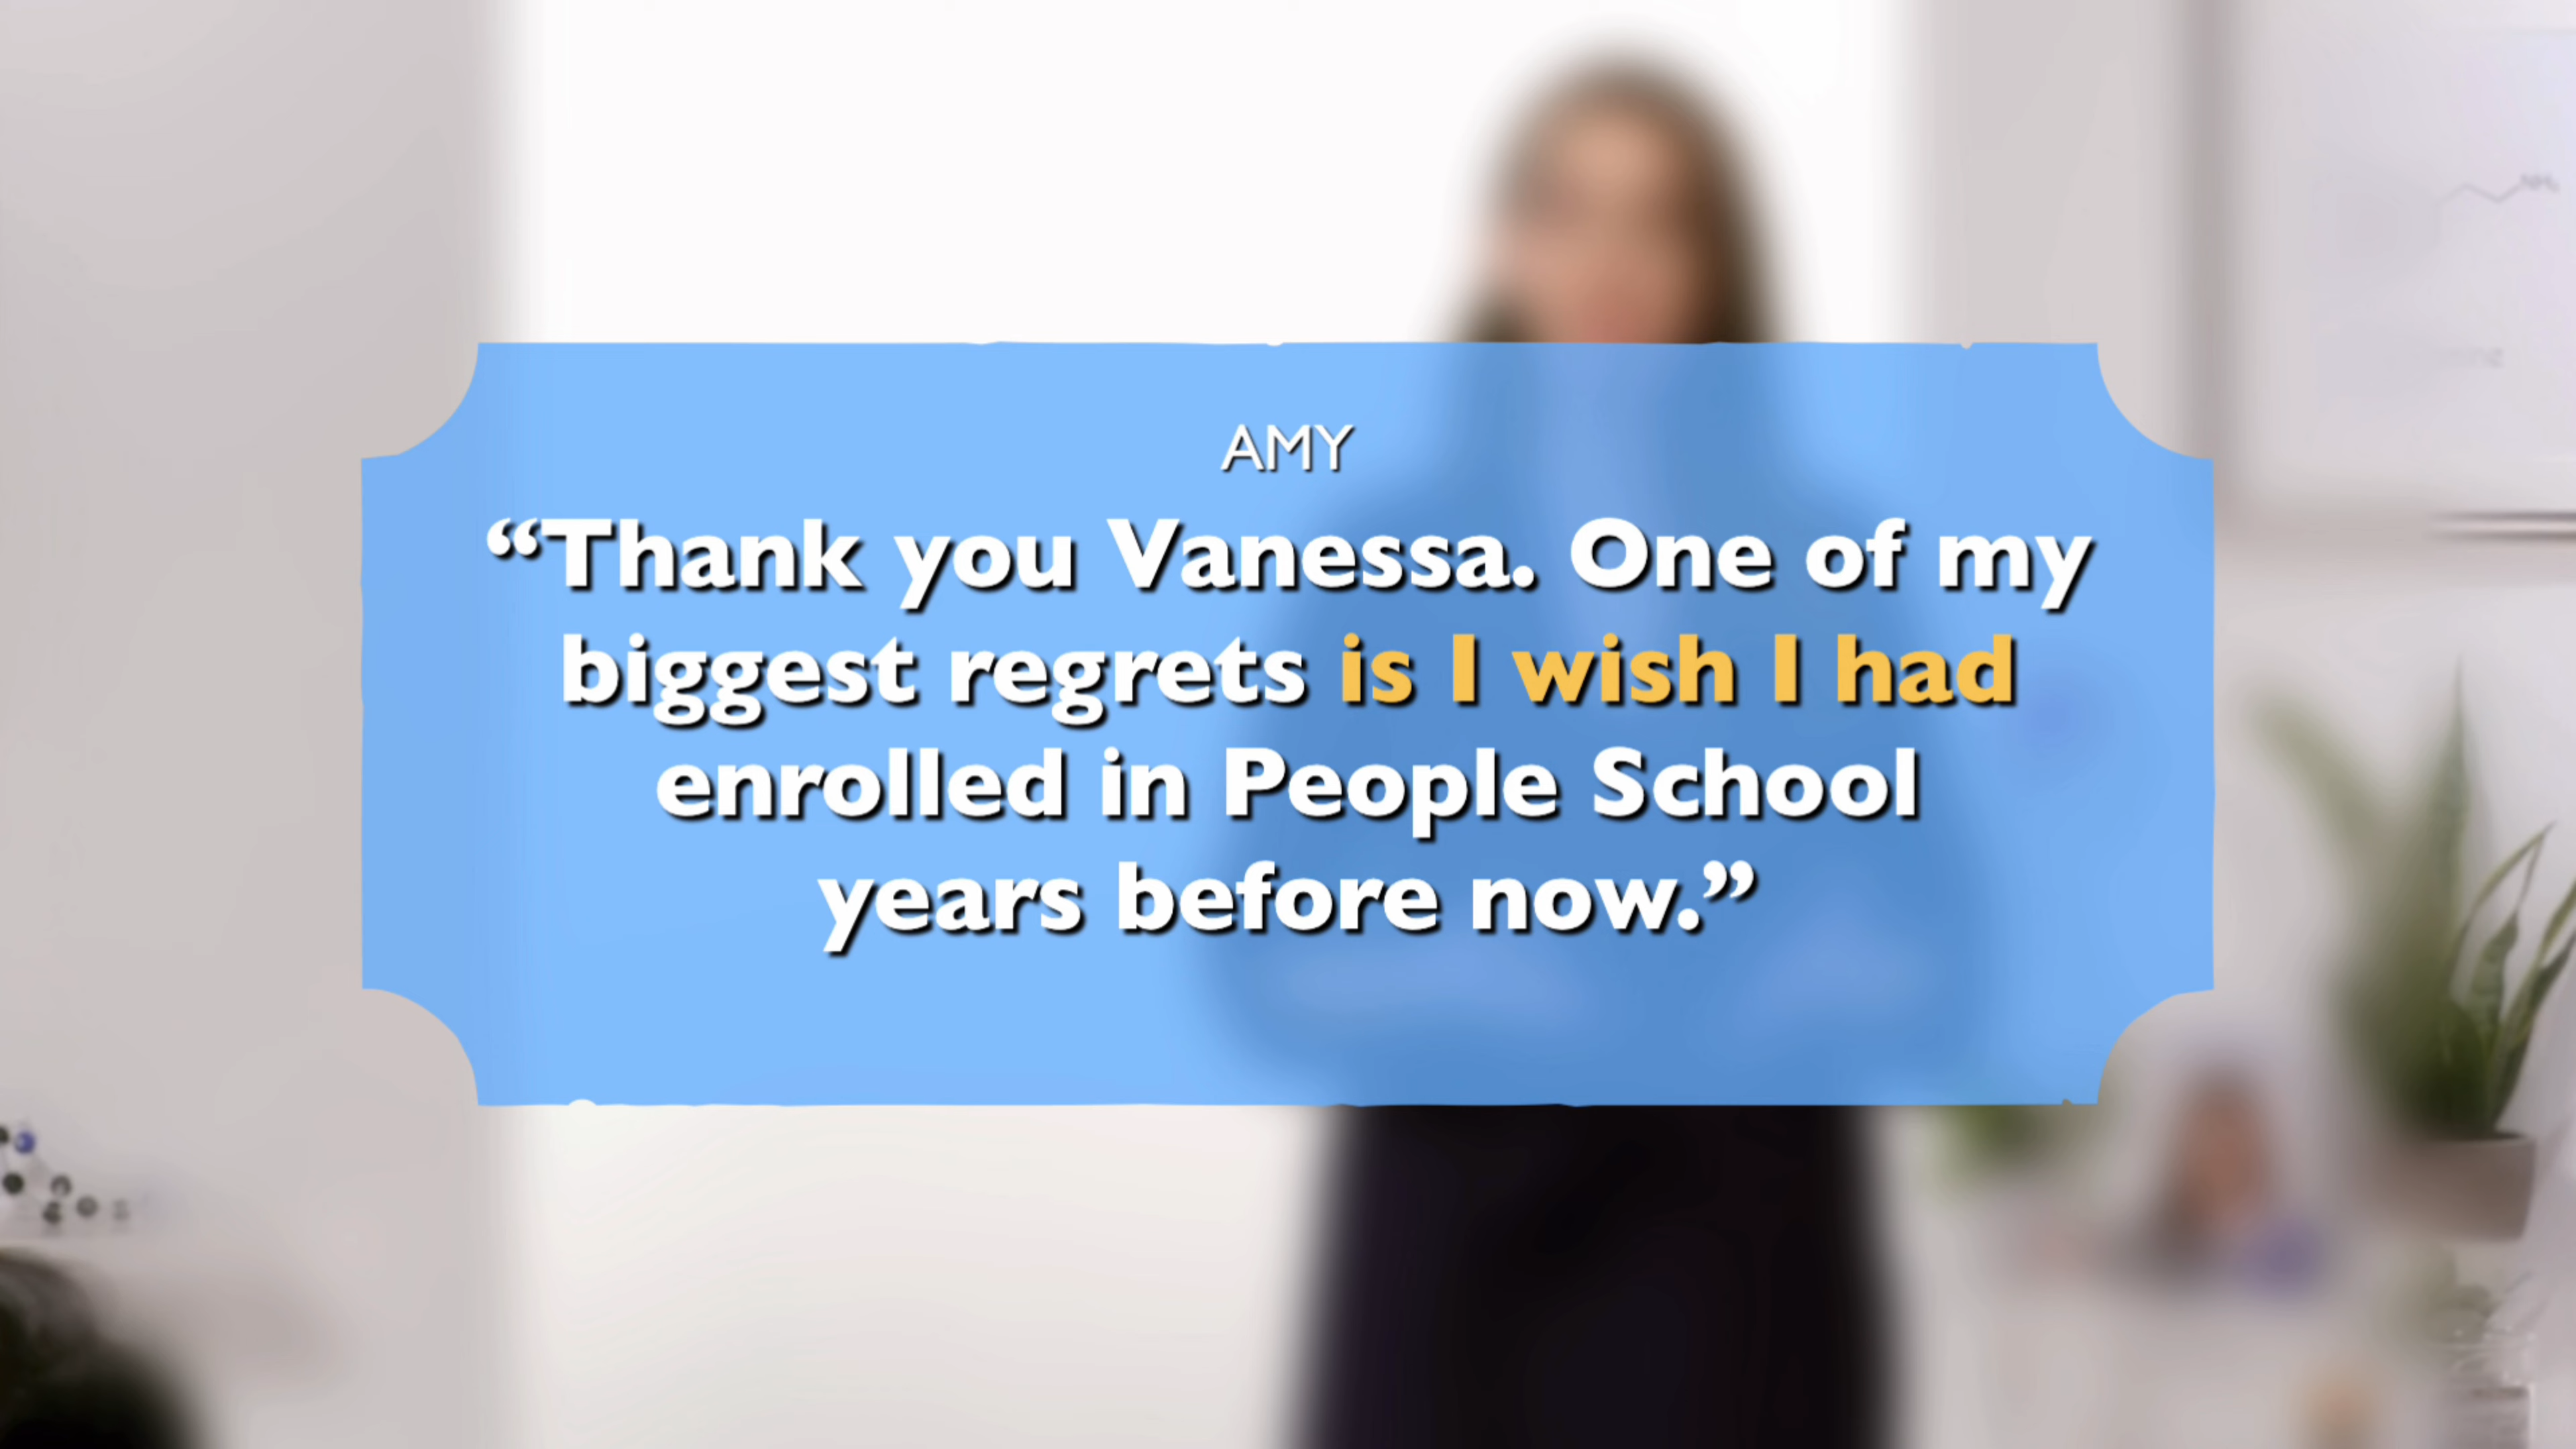 NH₂
AMY
“Thank you Vanessa. One of my
biggest regrets is I wish I had
enrolled in People School
years before now.”